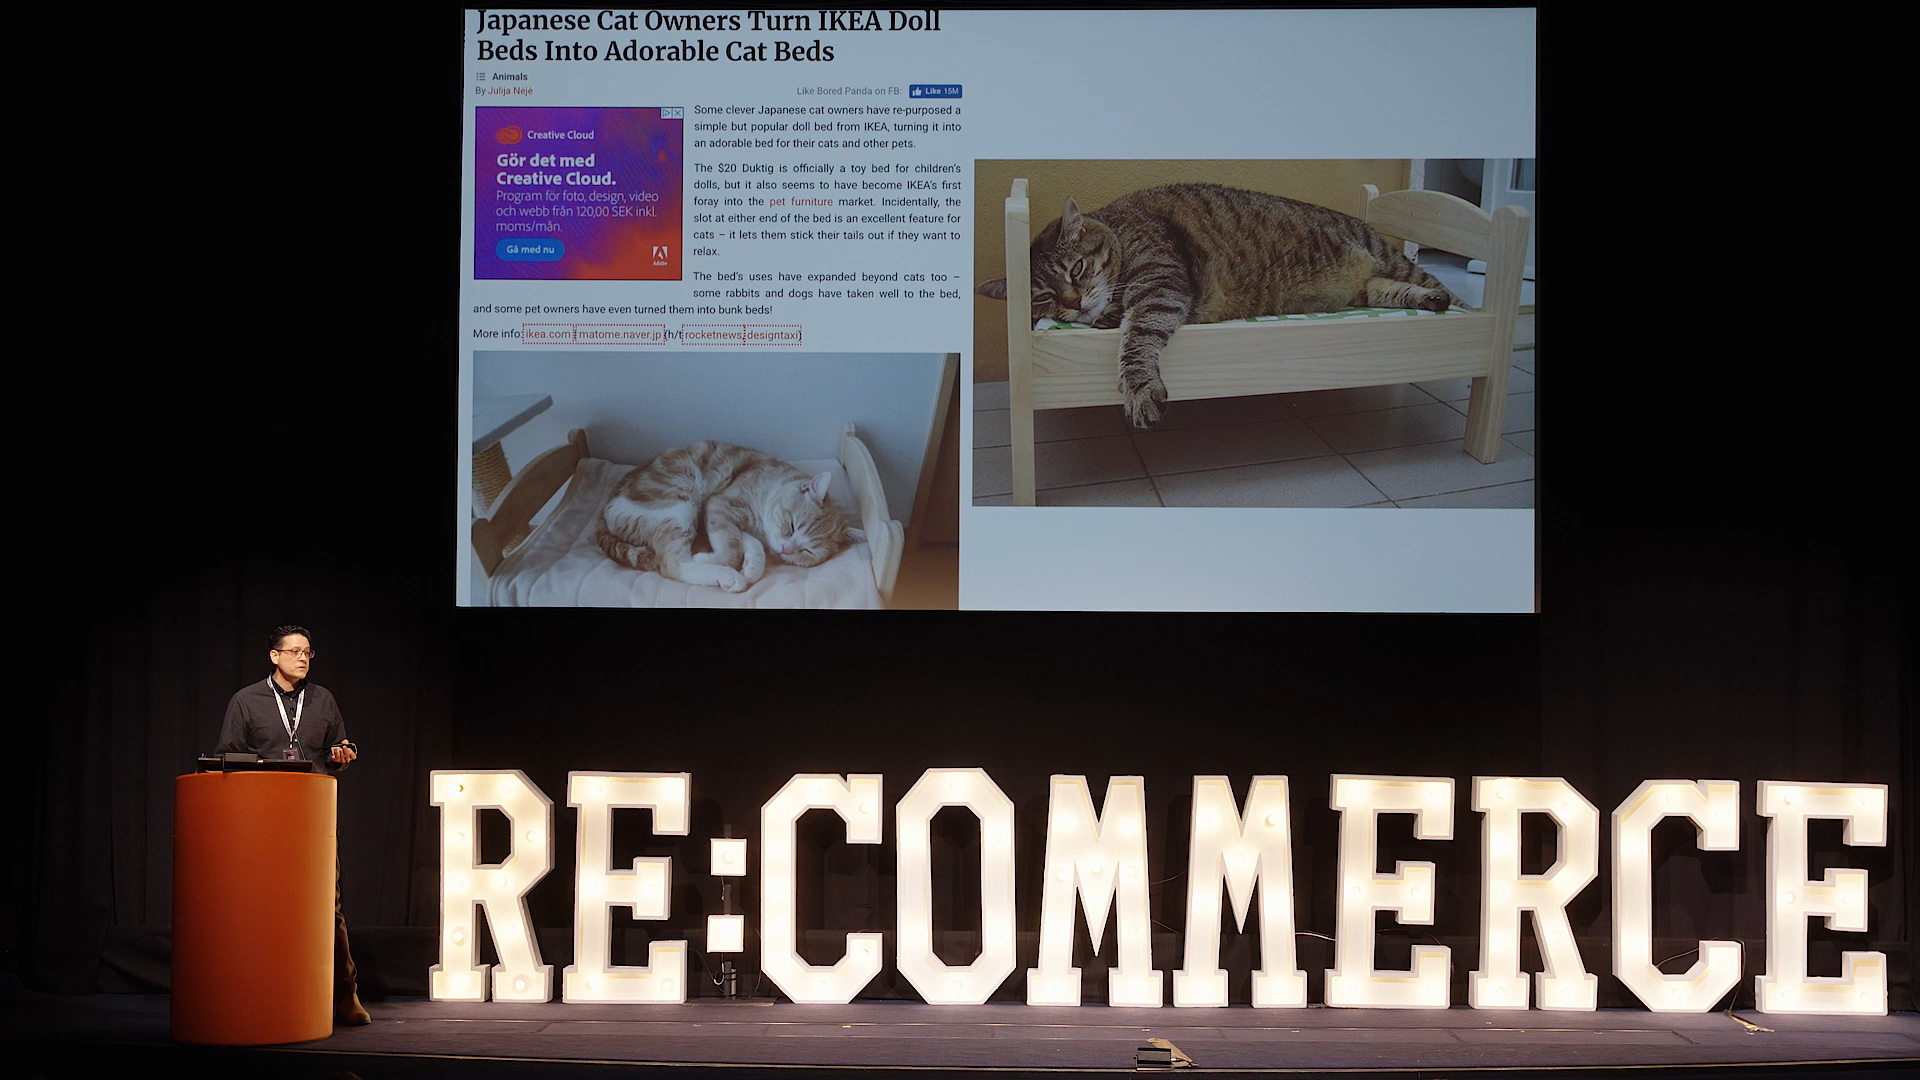 Japanese Cat Owners Turn IKEA Doll
Beds Into Adorable Cat Beds
Animals
By Julija Nėjė
Like Bored Panda on FB:
Like 15M
Creative Cloud
Gör det med
Creative Cloud.
Program för foto, design, video
och webb från 120,00 SEK inkl.
moms/mån.
Gå med nu
Adobe
Some clever Japanese cat owners have re-purposed a
simple but popular doll bed from IKEA, turning it into
an adorable bed for their cats and other pets.
The $20 Duktig is officially a toy bed for children's
dolls, but it also seems to have become IKEA's first
foray into the pet furniture market. Incidentally, the
slot at either end of the bed is an excellent feature for
cats – it lets them stick their tails out if they want to
relax.
The bed's uses have expanded beyond cats too –
some rabbits and dogs have taken well to the bed,
and some pet owners have even turned them into bunk beds!
More info: ikea.com | matome.naver.jp (h/t rocketnews, designtaxi)
RE:COMMERCE